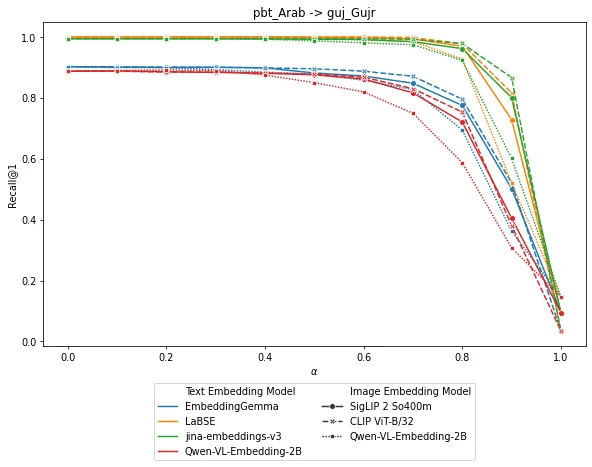 pbt_Arab -> guj_Gujr
Recall@1
1.0
0.8
0.6
0.4
0.2
0.0
0.0 0.2 0.4 0.6 0.8 1.0
α
Text Embedding Model
EmbeddingGemma
LaBSE
jina-embeddings-v3
Qwen-VL-Embedding-2B
Image Embedding Model
SigLIP 2 So400m
CLIP ViT-B/32
Qwen-VL-Embedding-2B